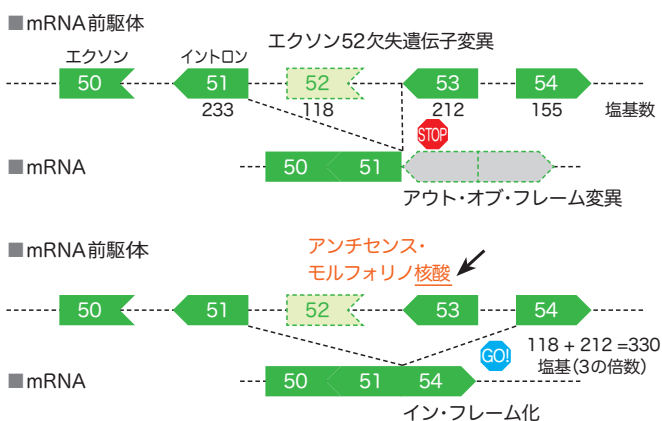 ■mRNA前駆体
エクソン52欠失遺伝子変異
エクソン
イントロン
50 51 52 53 54
233 118 212 155 塩基数
STOP
■mRNA
50 51
アウト・オブ・フレーム変異
■mRNA前駆体
アンチセンス・
モルフォリノ核酸
50 51 52 53 54
GO!
118 + 212 =330
塩基(3の倍数)
■mRNA
50 51 54
イン・フレーム化